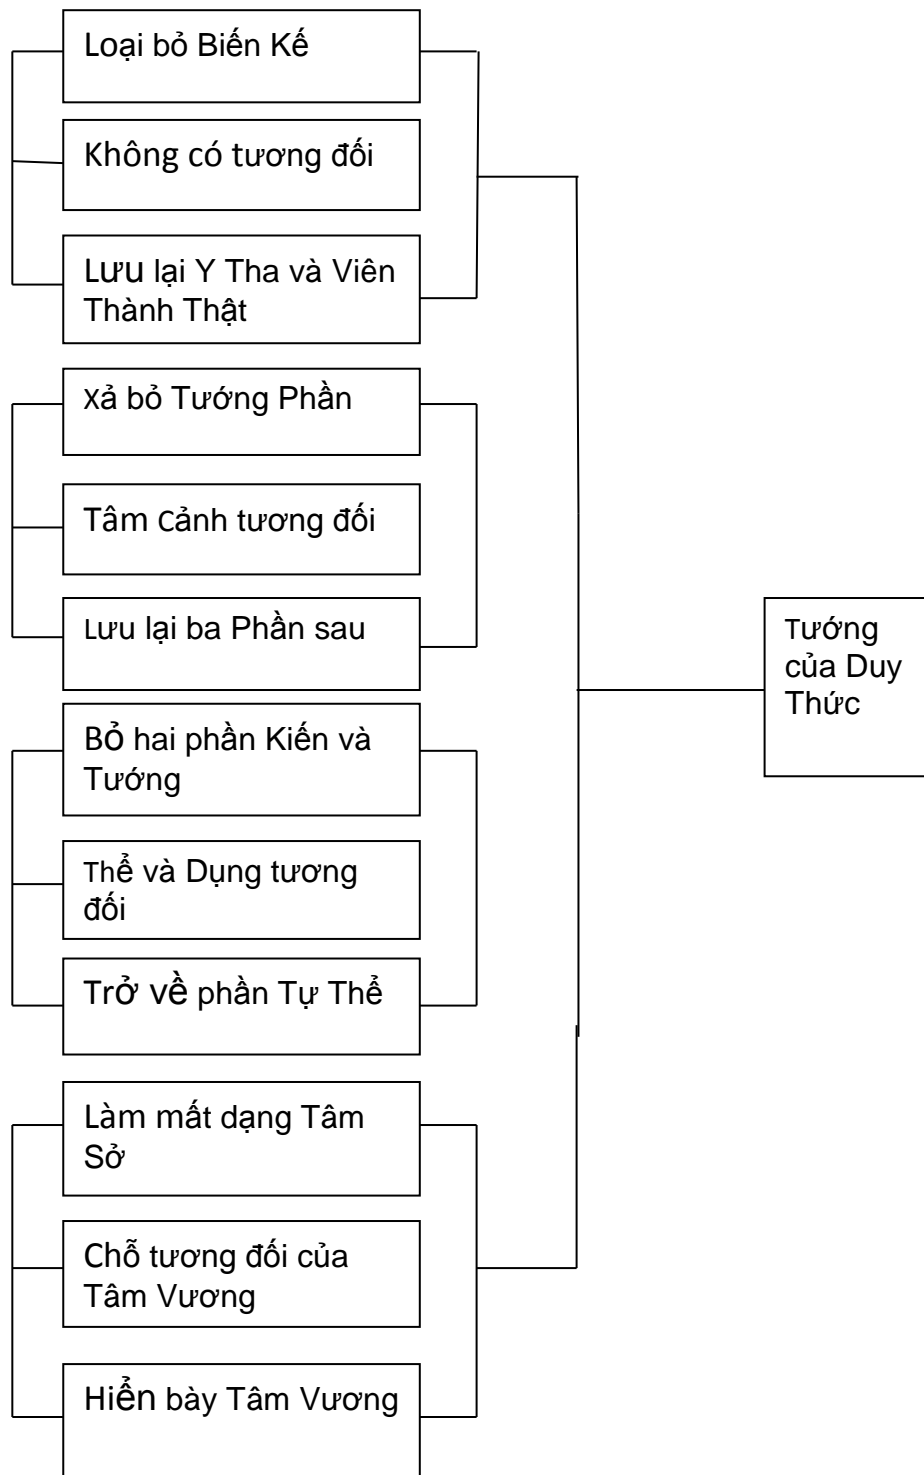 Loại bỏ Biến Kế
Không có tương đối
Lưu lại Y Tha và Viên
Thành Thật
Xả bỏ Tướng Phần
Tâm Cảnh tương đối
Lưu lại ba Phần sau
Bỏ hai phần Kiến và
Tướng
Thể và Dụng tương
đối
Trở về phần Tự Thể
Làm mất dạng Tâm
Sở
Chỗ tương đối của
Tâm Vương
Hiển bày Tâm Vương
Tướng
của Duy
Thức